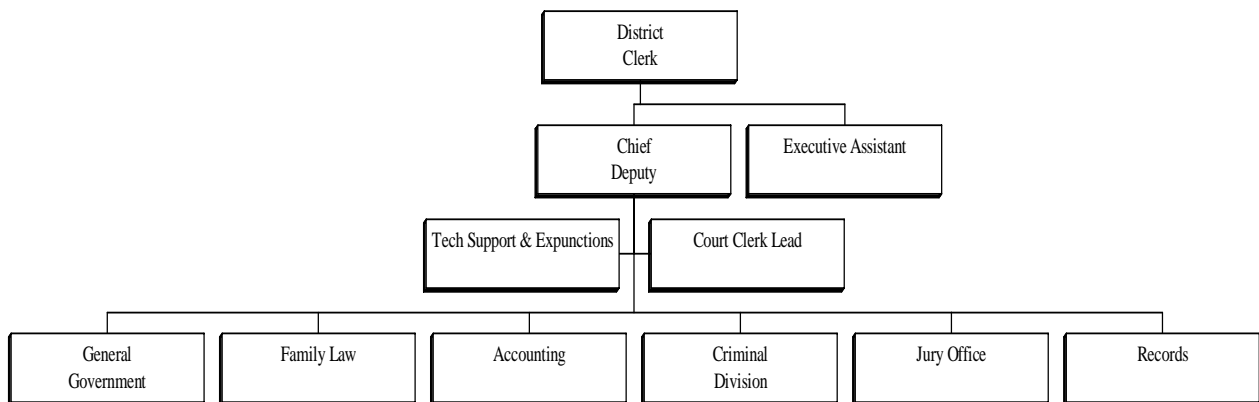 District
Clerk
Chief
Deputy
Executive Assistant
Tech Support & Expunctions
Court Clerk Lead
General
Government
Family Law
Accounting
Criminal
Division
Jury Office
Records